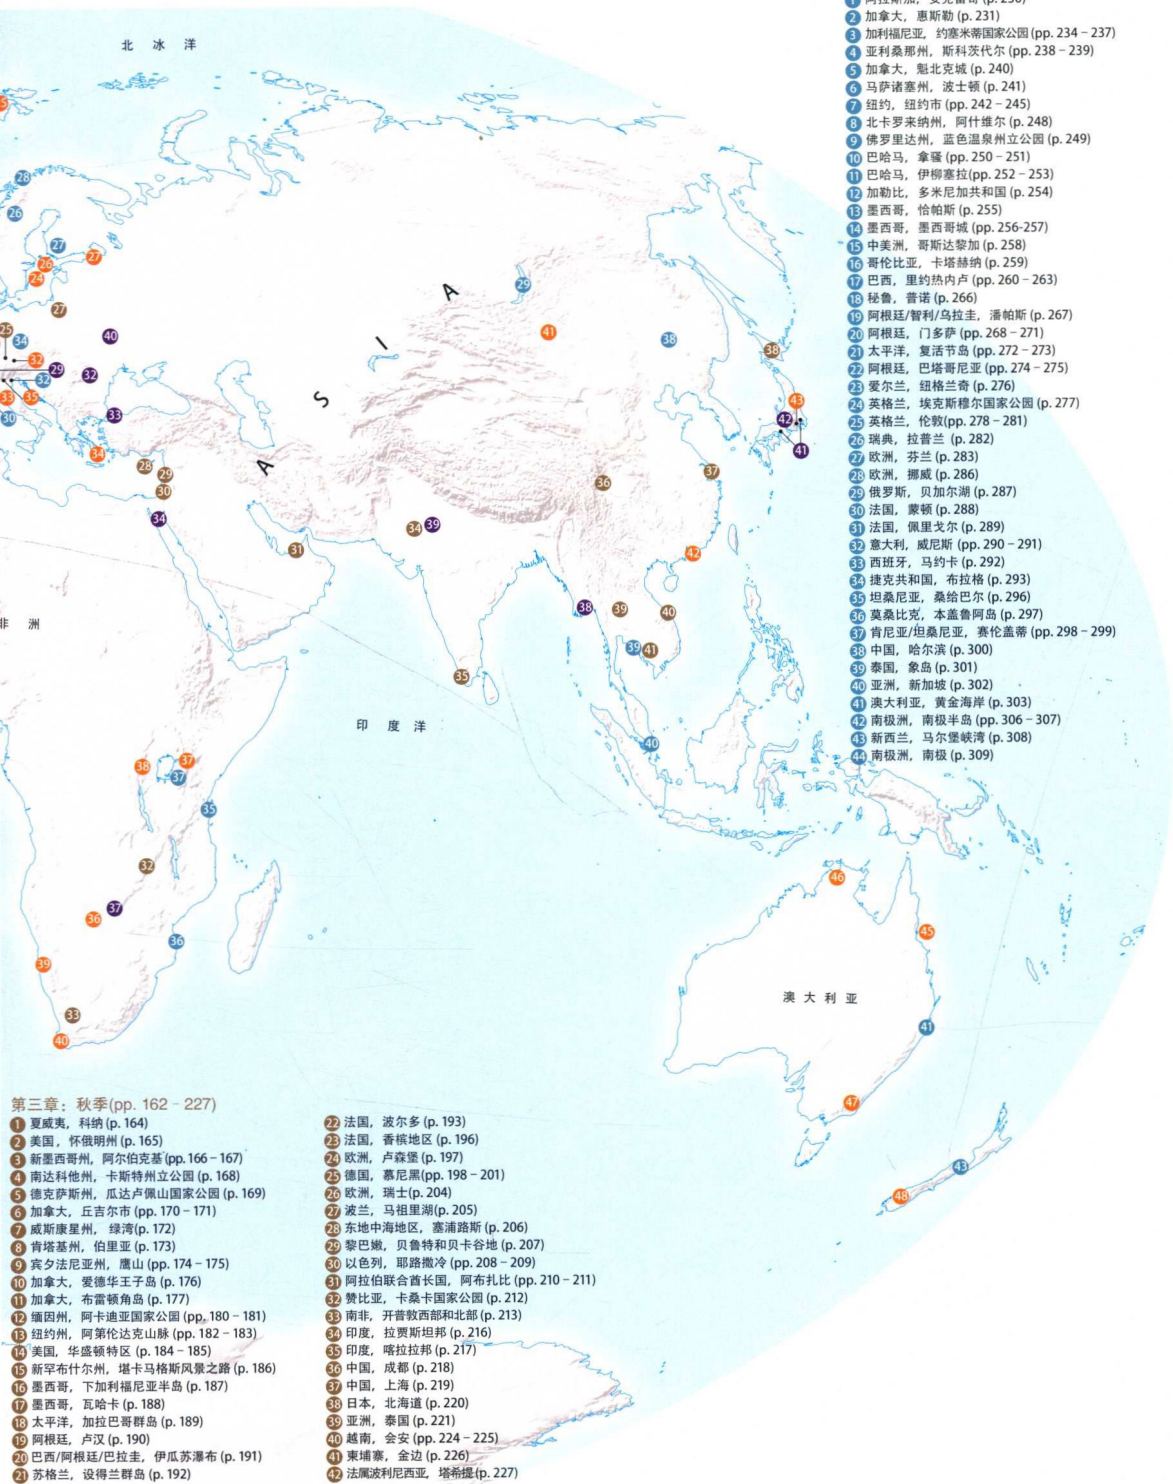 北 冰 洋
A S I A
非 洲
印 度 洋
澳 大 利 亚
1 阿拉斯加，安克雷奇 (p. 230)
2 加拿大，惠斯勒 (p. 231)
3 加利福尼亚，约塞米蒂国家公园 (pp. 234 – 237)
4 亚利桑那州，斯科茨代尔 (pp. 238 – 239)
5 加拿大，魁北克城 (p. 240)
6 马萨诸塞州，波士顿 (p. 241)
7 纽约，纽约市 (pp. 242 – 245)
8 北卡罗来纳州，阿什维尔 (p. 248)
9 佛罗里达州，蓝色温泉州立公园 (p. 249)
10 巴哈马，拿骚 (pp. 250 – 251)
11 巴哈马，伊柳塞拉(pp. 252 – 253)
12 加勒比，多米尼加共和国 (p. 254)
13 墨西哥，恰帕斯 (p. 255)
14 墨西哥，墨西哥城 (pp. 256-257)
15 中美洲，哥斯达黎加 (p. 258)
16 哥伦比亚，卡塔赫纳 (p. 259)
17 巴西，里约热内卢 (pp. 260 – 263)
18 秘鲁，普诺 (p. 266)
19 阿根廷/智利/乌拉圭，潘帕斯 (p. 267)
20 阿根廷，门多萨 (pp. 268 – 271)
21 太平洋，复活节岛 (pp. 272 – 273)
22 阿根廷，巴塔哥尼亚 (pp. 274 – 275)
23 爱尔兰，纽格兰奇 (p. 276)
24 英格兰，埃克斯穆尔国家公园 (p. 277)
25 英格兰，伦敦(pp. 278 – 281)
26 瑞典，拉普兰 (p. 282)
27 欧洲，芬兰 (p. 283)
28 欧洲，挪威 (p. 286)
29 俄罗斯，贝加尔湖 (p. 287)
30 法国，蒙顿 (p. 288)
31 法国，佩里戈尔 (p. 289)
32 意大利，威尼斯 (pp. 290 – 291)
33 西班牙，马约卡 (p. 292)
34 捷克共和国，布拉格 (p. 293)
35 坦桑尼亚，桑给巴尔 (p. 296)
36 莫桑比克，本盖鲁阿岛 (p. 297)
37 肯尼亚/坦桑尼亚，赛伦盖蒂 (pp. 298 – 299)
38 中国，哈尔滨 (p. 300)
39 泰国，象岛 (p. 301)
40 亚洲，新加坡 (p. 302)
41 澳大利亚，黄金海岸 (p. 303)
42 南极洲，南极半岛 (pp. 306 – 307)
43 新西兰，马尔堡峡湾 (p. 308)
44 南极洲，南极 (p. 309)
第三章：秋季(pp. 162 – 227)
1 夏威夷，科纳 (p. 164)
2 美国，怀俄明州 (p. 165)
3 新墨西哥州，阿尔伯克基 (pp. 166 – 167)
4 南达科他州，卡斯特州立公园 (p. 168)
5 德克萨斯州，瓜达卢佩山国家公园 (p. 169)
6 加拿大，丘吉尔市 (pp. 170 – 171)
7 威斯康星州，绿湾(p. 172)
8 肯塔基州，伯里亚 (p. 173)
9 宾夕法尼亚州，鹰山 (pp. 174 – 175)
10 加拿大，爱德华王子岛 (p. 176)
11 加拿大，布雷顿角岛 (p. 177)
12 缅因州，阿卡迪亚国家公园 (pp. 180 – 181)
13 纽约州，阿第伦达克山脉 (pp. 182 – 183)
14 美国，华盛顿特区 (p. 184 – 185)
15 新罕布什尔州，堪卡马格斯风景之路 (p. 186)
16 墨西哥，下加利福尼亚半岛 (p. 187)
17 墨西哥，瓦哈卡 (p. 188)
18 太平洋，加拉巴哥群岛 (p. 189)
19 阿根廷，卢汉 (p. 190)
20 巴西/阿根廷/巴拉圭，伊瓜苏瀑布 (p. 191)
21 苏格兰，设得兰群岛 (p. 192)
22 法国，波尔多 (p. 193)
23 法国，香槟地区 (p. 196)
24 欧洲，卢森堡 (p. 197)
25 德国，慕尼黑(pp. 198 – 201)
26 欧洲，瑞士(p. 204)
27 波兰，马祖里湖(p. 205)
28 东地中海地区，塞浦路斯 (p. 206)
29 黎巴嫩，贝鲁特和贝卡谷地 (p. 207)
30 以色列，耶路撒冷 (pp. 208 – 209)
31 阿拉伯联合酋长国，阿布扎比 (pp. 210 – 211)
32 赞比亚，卡桑卡国家公园 (p. 212)
33 南非，开普敦西部和北部 (p. 213)
34 印度，拉贾斯坦邦 (p. 216)
35 印度，喀拉拉邦 (p. 217)
36 中国，成都 (p. 218)
37 中国，上海 (p. 219)
38 日本，北海道 (p. 220)
39 亚洲，泰国 (p. 221)
40 越南，会安 (pp. 224 – 225)
41 柬埔寨，金边 (p. 226)
42 法属波利尼西亚，塔希提(p. 227)